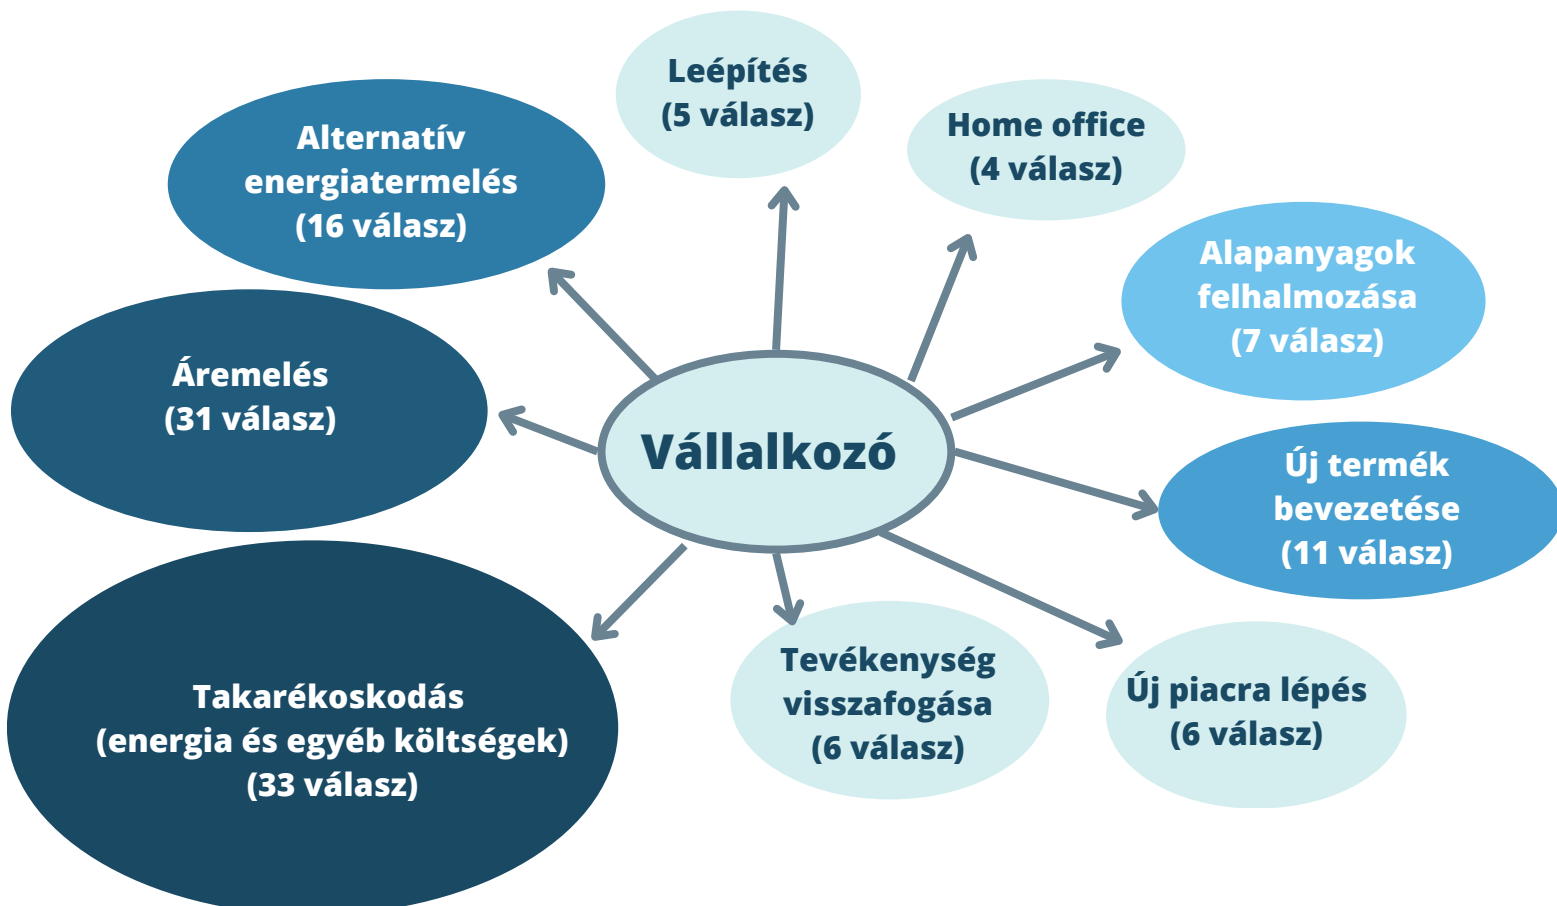 Leépítés
(5 válasz)
Home office
(4 válasz)
Alternatív
energiatermelés
(16 válasz)
Alapanyagok
felhalmozása
(7 válasz)
Áremelés
(31 válasz)
Vállalkozó
Új termék
bevezetése
(11 válasz)
Takarékoskodás
(energia és egyéb költségek)
(33 válasz)
Tevékenység
visszafogása
(6 válasz)
Új piacra lépés
(6 válasz)